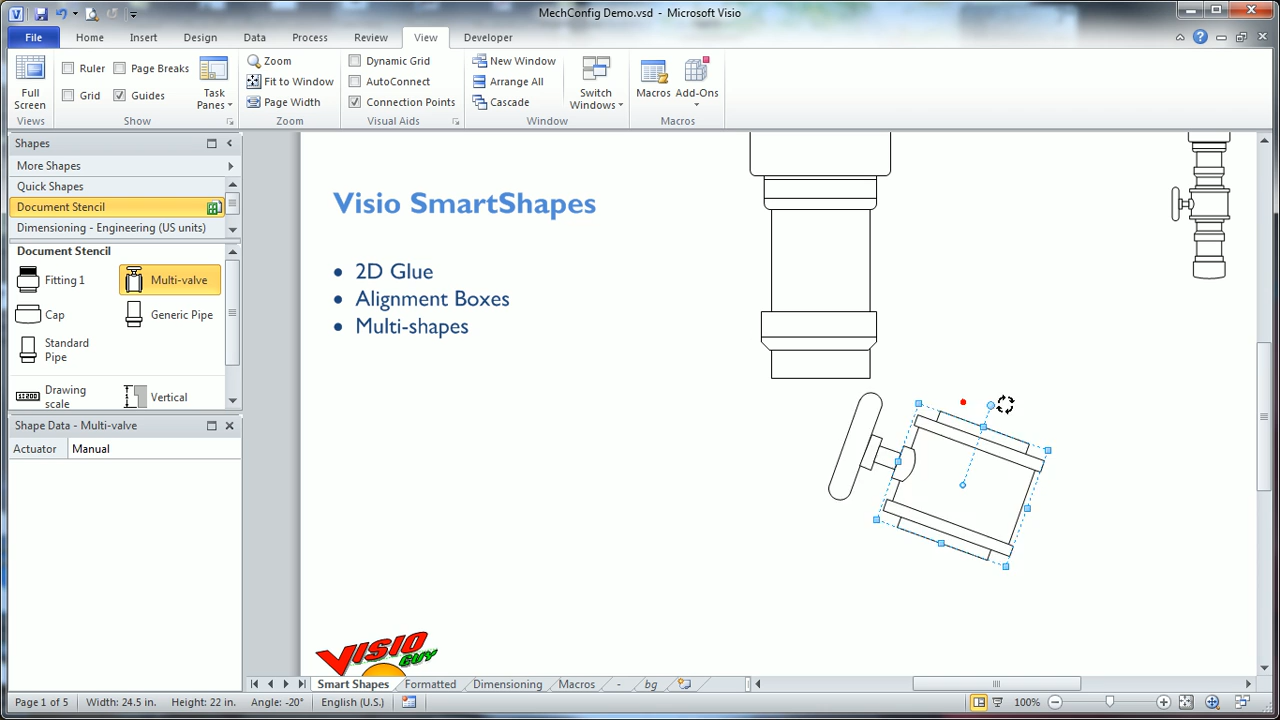 MechConfig Demo.vsd - Microsoft Visio
File Home Insert Design Data Process Review View Developer
Full Screen
Views
Ruler Page Breaks
Grid Guides
Task Panes
Show
Zoom
Fit to Window
Page Width
Zoom
Dynamic Grid
AutoConnect
Connection Points
Visual Aids
New Window
Arrange All
Cascade
Switch Windows
Window
Macros Add-Ons
Macros
Shapes
More Shapes
Quick Shapes
Document Stencil
Dimensioning - Engineering (US units)
Document Stencil
Fitting 1 Multi-valve
Cap Generic Pipe
Standard Pipe
Drawing scale Vertical
Shape Data - Multi-valve
Actuator Manual
Visio SmartShapes
• 2D Glue
• Alignment Boxes
• Multi-shapes
VISIO
GUY
Smart Shapes Formatted Dimensioning Macros - bg
Page 1 of 5 Width: 24.5 in. Height: 22 in. Angle: -20° English (U.S.) 100%